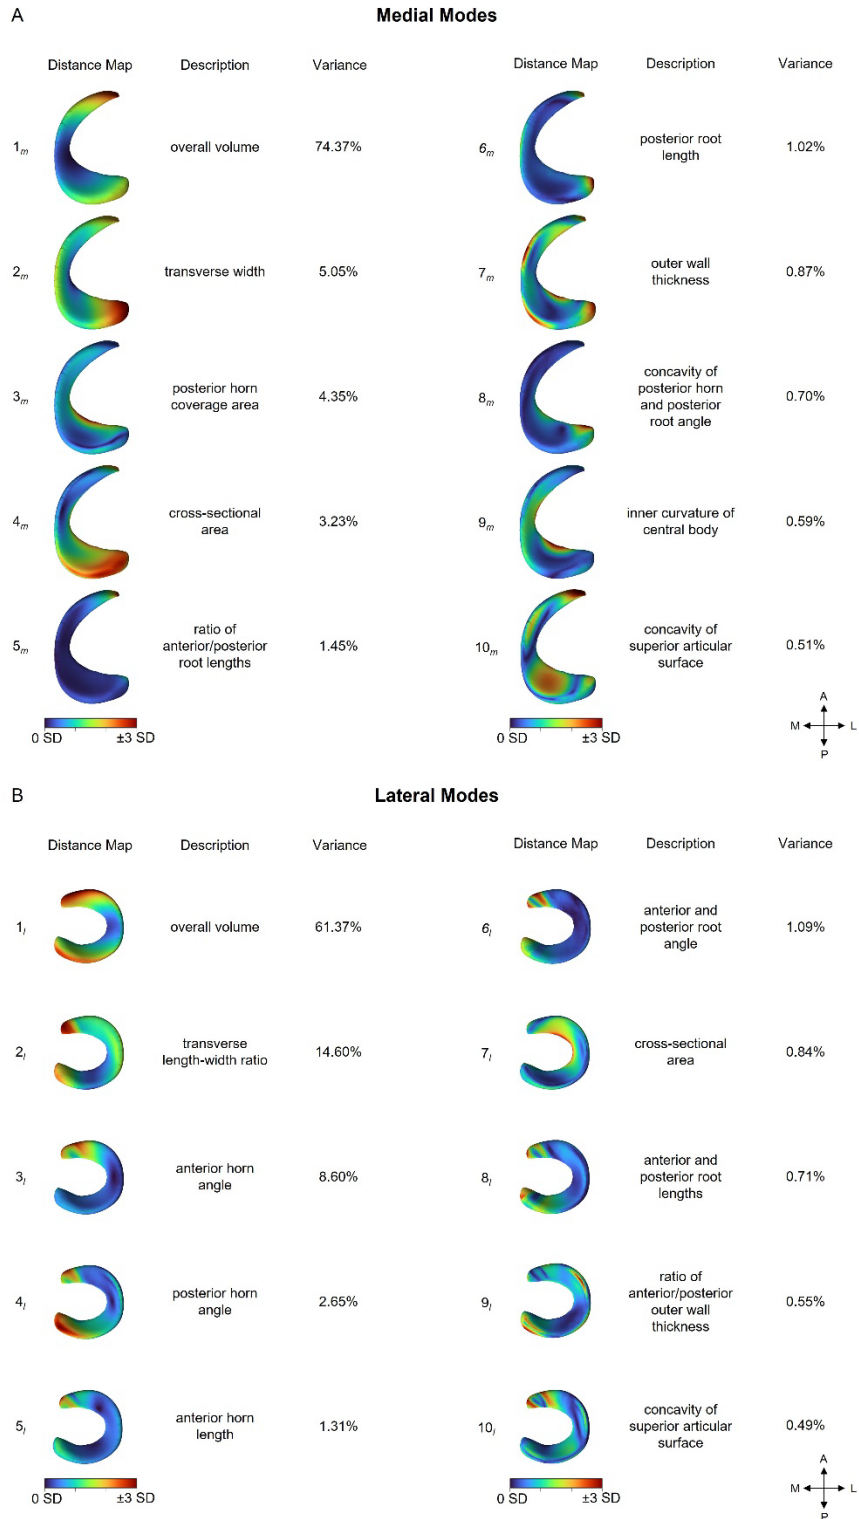 A
Medial Modes
Distance Map Description Variance
1m overall volume 74.37%
2m transverse width 5.05%
3m posterior horn
coverage area 4.35%
4m cross-sectional
area 3.23%
5m ratio of
anterior/posterior
root lengths 1.45%
0 SD ±3 SD
Distance Map Description Variance
6m posterior root
length 1.02%
7m outer wall
thickness 0.87%
8m concavity of
posterior horn
and posterior
root angle 0.70%
9m inner curvature of
central body 0.59%
10m concavity of
superior articular
surface 0.51%
0 SD ±3 SD
A
M L
P
B
Lateral Modes
Distance Map Description Variance
1l overall volume 61.37%
2l transverse
length-width ratio 14.60%
3l anterior horn
angle 8.60%
4l posterior horn
angle 2.65%
5l anterior horn
length 1.31%
0 SD ±3 SD
Distance Map Description Variance
6l anterior and
posterior root
angle 1.09%
7l cross-sectional
area 0.84%
8l anterior and
posterior root
lengths 0.71%
9l ratio of
anterior/posterior
outer wall
thickness 0.55%
10l concavity of
superior articular
surface 0.49%
0 SD ±3 SD
A
M L
P